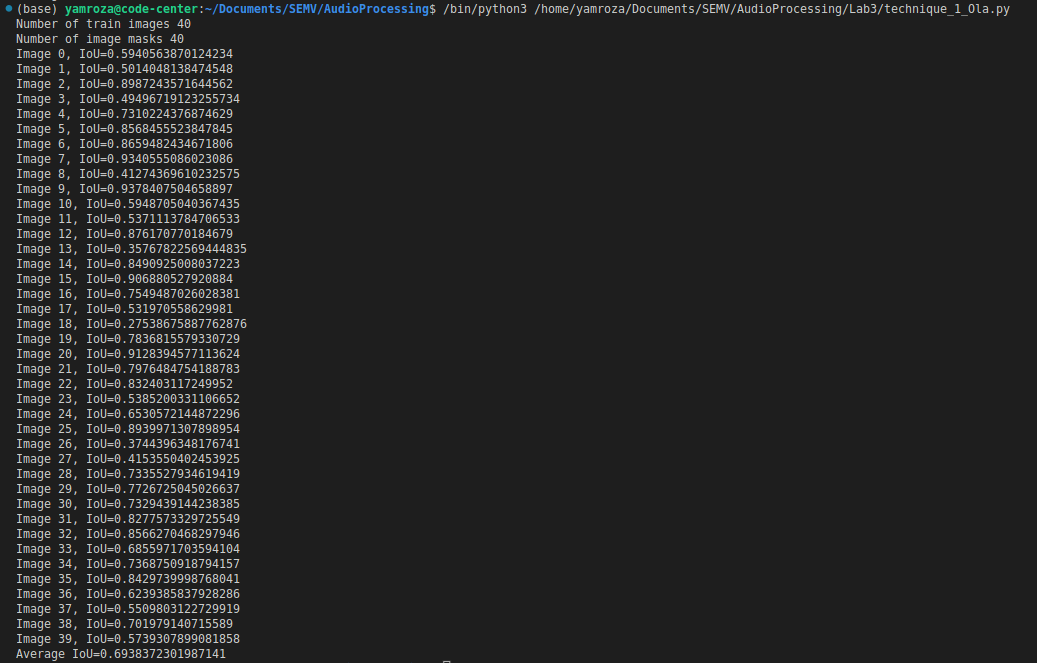 (base) yamroza@code-center:~/Documents/SEMV/AudioProcessing$ /bin/python3 /home/yamroza/Documents/SEMV/AudioProcessing/Lab3/technique_1_Ola.py
Number of train images 40
Number of image masks 40
Image 0, IoU=0.5940563870124234
Image 1, IoU=0.5014048138474548
Image 2, IoU=0.8987243571644562
Image 3, IoU=0.49496719123255734
Image 4, IoU=0.7310224376874629
Image 5, IoU=0.8568455523847845
Image 6, IoU=0.8659482434671806
Image 7, IoU=0.9340555086023086
Image 8, IoU=0.41274369610232575
Image 9, IoU=0.9378407504658897
Image 10, IoU=0.5948705040367435
Image 11, IoU=0.5371113784706533
Image 12, IoU=0.876170770184679
Image 13, IoU=0.35767822569444835
Image 14, IoU=0.8490925008037223
Image 15, IoU=0.906880527920884
Image 16, IoU=0.7549487026028381
Image 17, IoU=0.531970558629981
Image 18, IoU=0.27538675887762876
Image 19, IoU=0.7836815579330729
Image 20, IoU=0.9128394577113624
Image 21, IoU=0.7976484754188783
Image 22, IoU=0.832403117249952
Image 23, IoU=0.5385200331106652
Image 24, IoU=0.6530572144872296
Image 25, IoU=0.8939971307898954
Image 26, IoU=0.3744396348176741
Image 27, IoU=0.4153550402453925
Image 28, IoU=0.7335527934619419
Image 29, IoU=0.7726725045026637
Image 30, IoU=0.7329439144238385
Image 31, IoU=0.8277573329725549
Image 32, IoU=0.8566270468297946
Image 33, IoU=0.6855971703594104
Image 34, IoU=0.7368750918794157
Image 35, IoU=0.8429739998768041
Image 36, IoU=0.6239385837928286
Image 37, IoU=0.5509803122729919
Image 38, IoU=0.701979140715589
Image 39, IoU=0.5739307899081858
Average IoU=0.6938372301987141